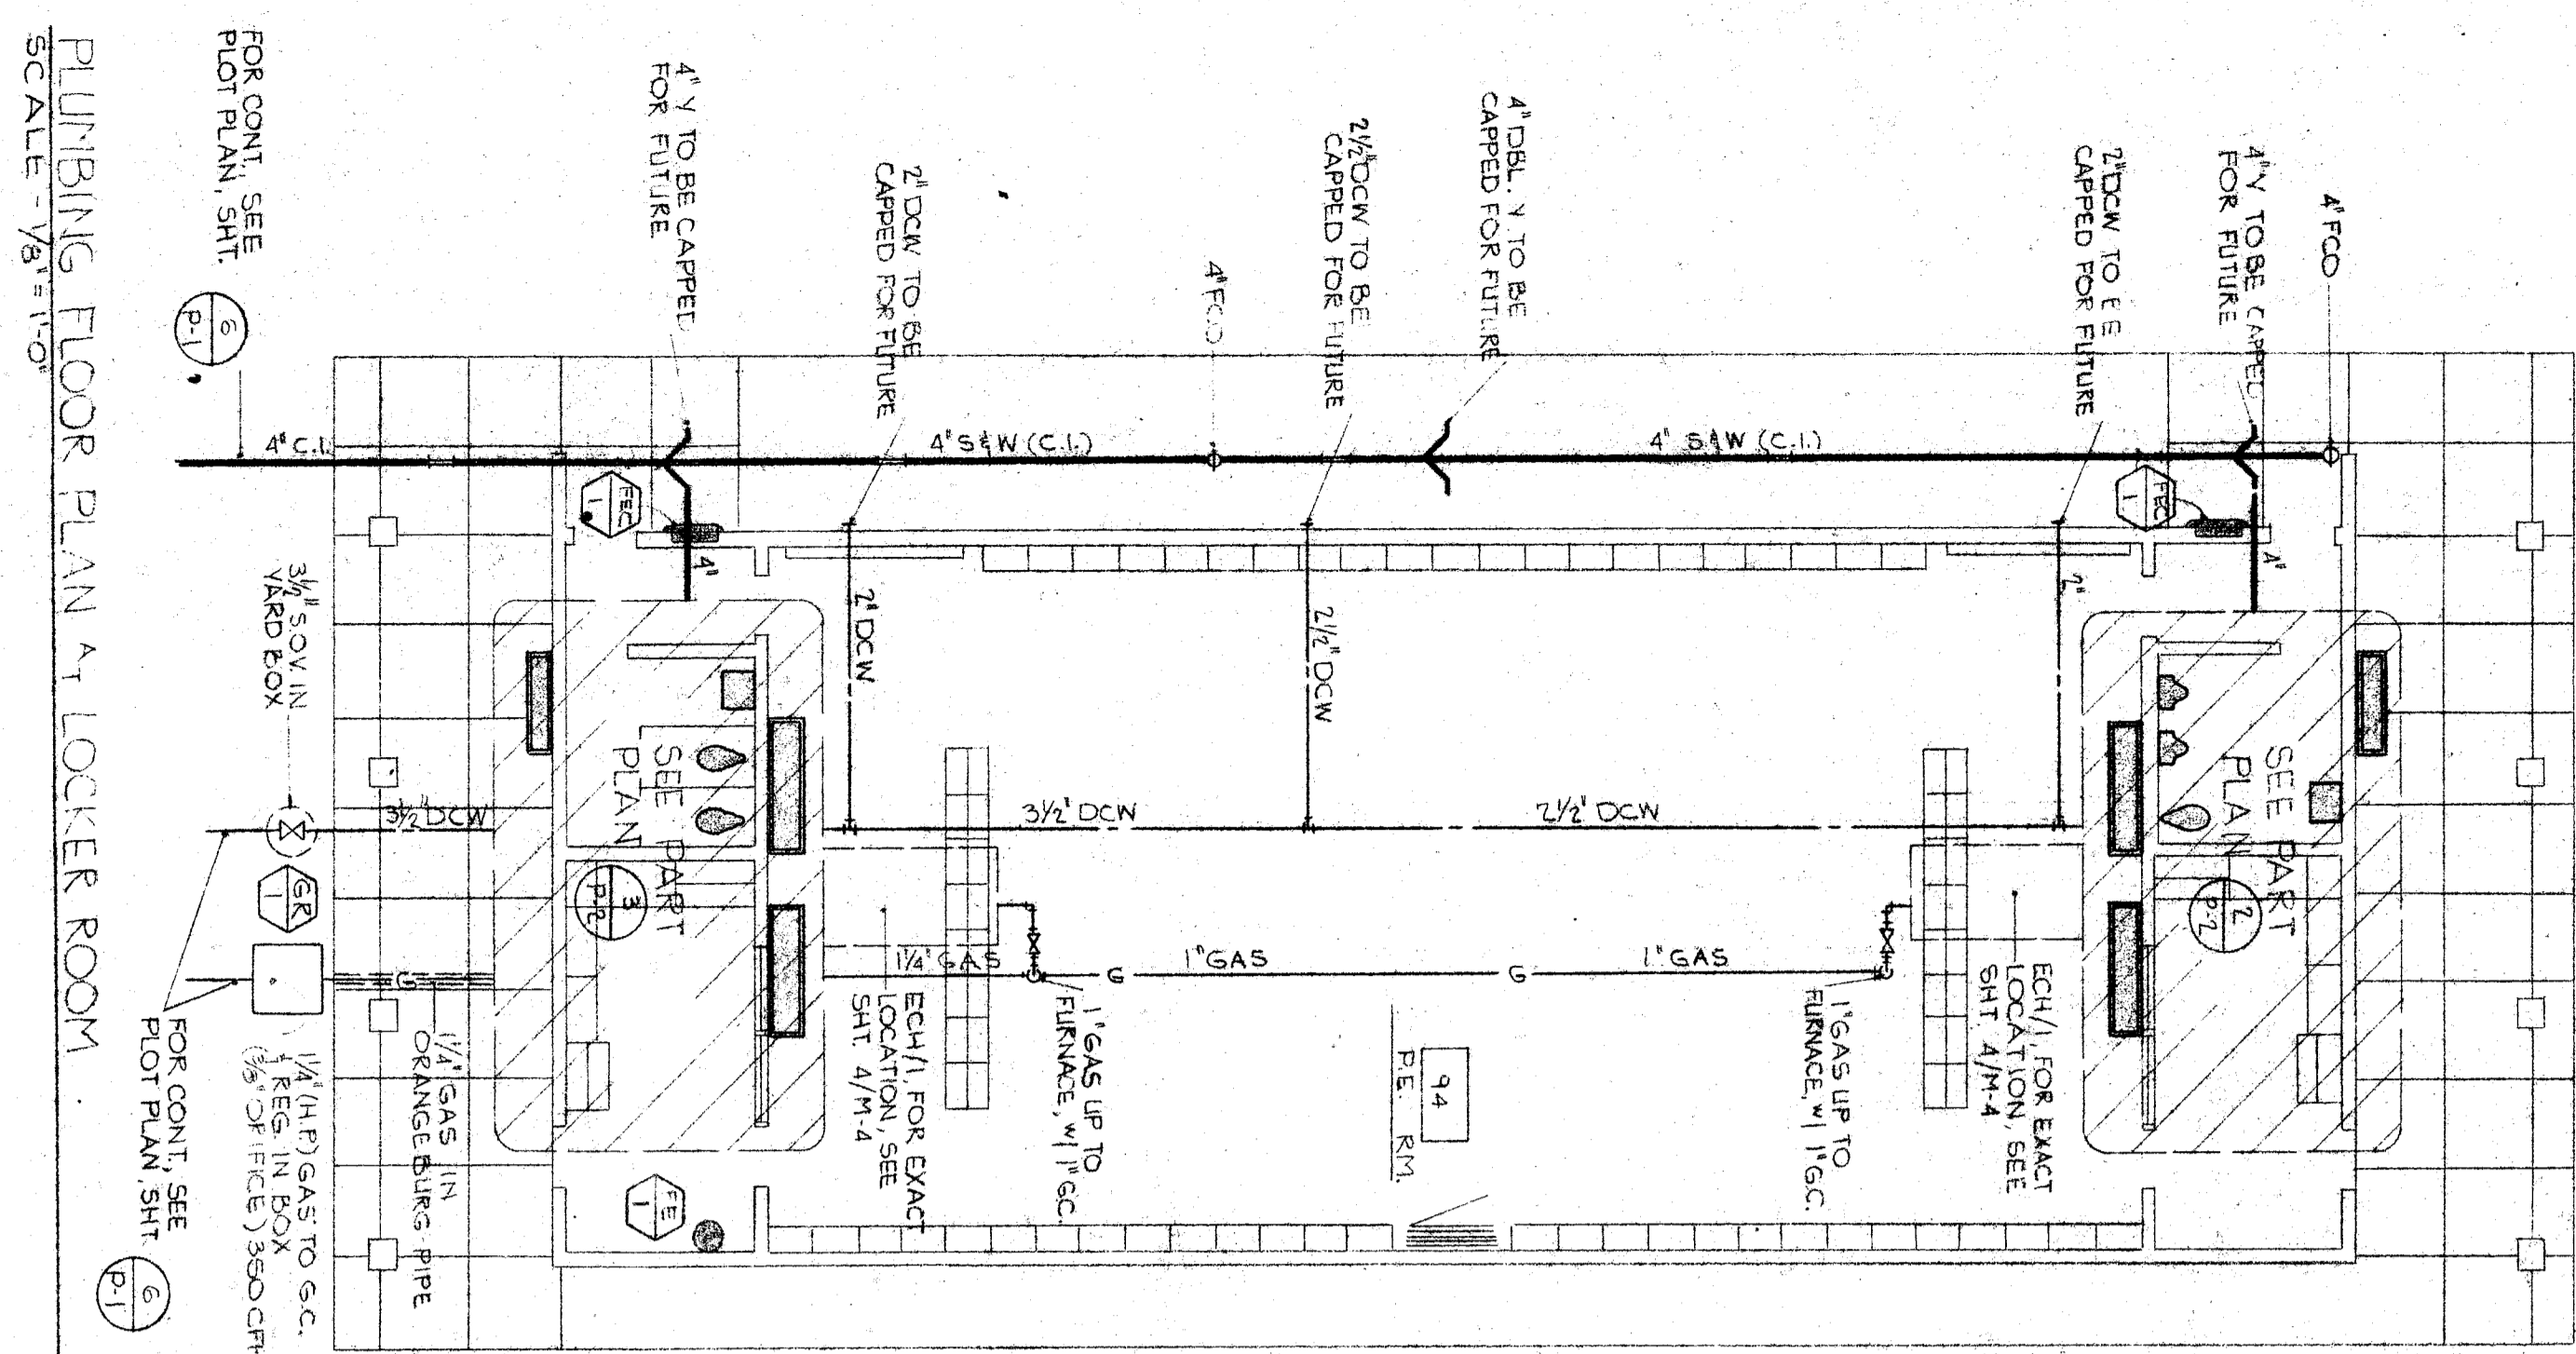 PLUMBING FLOOR PLAN AT LOCKER ROOM
SCALE - 1/8" = 1'-0"
FOR CONT., SEE
PLOT PLAN, SHT.
6
P-1
4" Y TO BE CAPPED
FOR FUTURE
2" DCW TO BE
CAPPED FOR FUTURE
4" FCO
2 1/2" DCW TO BE
CAPPED FOR FUTURE
4" DBL. Y TO BE
CAPPED FOR FUTURE
2" DCW TO BE
CAPPED FOR FUTURE
4" Y TO BE CAPPED
FOR FUTURE
4" FCO
4" C.I.
4" S&W (C.I.)
4" S&W (C.I.)
FEC
1
FEC
1
4"
4"
2" DCW
2 1/2" DCW
2"
3 1/2" S.O.V. IN
YARD BOX
3 1/2" DCW
3 1/2" DCW
2 1/2" DCW
SEE PART
PLAN
3
P-2
SEE PART
PLAN
2
P-2
GR
1
G
1 1/4" GAS
G
1" GAS
G
1" GAS
FOR CONT., SEE
PLOT PLAN, SHT.
6
P-1
1 1/4" (H.P.) GAS TO G.C.
& REG. IN BOX
(3/8" ORIFICE) 350 CFH
1 1/4" GAS IN
ORANGEBURG PIPE
FE
1
ECH/1, FOR EXACT
LOCATION, SEE
SHT. 4/M-4
1" GAS UP TO
FURNACE, W/ 1" G.C.
94
P.E. RM.
1" GAS UP TO
FURNACE, W/ 1" G.C.
ECH/1, FOR EXACT
LOCATION, SEE
SHT. 4/M-4